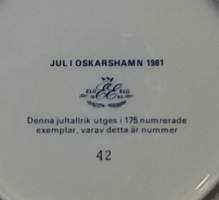 JUL I OSKARSHAMN 1981
Denna jultallrik utges i 175 numrerade
exemplar, varav detta är nummer
42